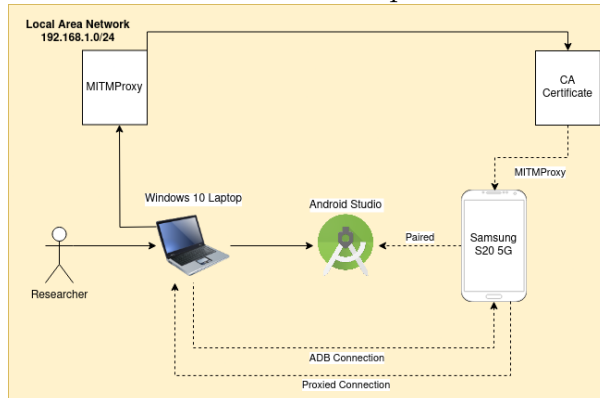 Local Area Network
192.168.1.0/24
MITMProxy
CA
Certificate
MITMProxy
Windows 10 Laptop
Android Studio
Samsung
S20 5G
Paired
Researcher
ADB Connection
Proxied Connection